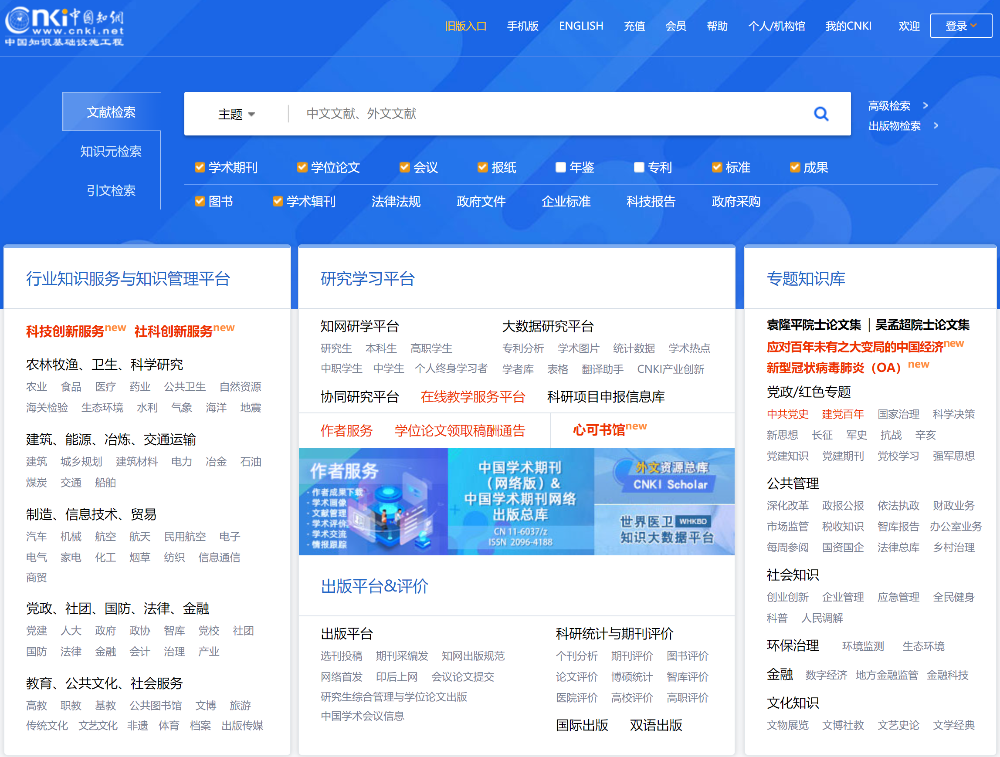 cnki中国知网
www.cnki.net
中国知识基础设施工程
旧版入口 手机版 ENGLISH 充值 会员 帮助 个人/机构馆 我的CNKI 欢迎 登录
文献检索
知识元检索
引文检索
主题 中文文献、外文文献
高级检索 >
出版物检索 >
学术期刊 学位论文 会议 报纸 年鉴 专利 标准 成果
图书 学术辑刊 法律法规 政府文件 企业标准 科技报告 政府采购
行业知识服务与知识管理平台
科技创新服务new 社科创新服务new
农林牧渔、卫生、科学研究
农业 食品 医疗 药业 公共卫生 自然资源
海关检验 生态环境 水利 气象 海洋 地震
建筑、能源、冶炼、交通运输
建筑 城乡规划 建筑材料 电力 冶金 石油
煤炭 交通 船舶
制造、信息技术、贸易
汽车 机械 航空 航天 民用航空 电子
电气 家电 化工 烟草 纺织 信息通信
商贸
党政、社团、国防、法律、金融
党建 人大 政府 政协 智库 党校 社团
国防 法律 金融 会计 治理 产业
教育、公共文化、社会服务
高教 职教 基教 公共图书馆 文博 旅游
传统文化 文艺文化 非遗 体育 档案 出版传媒
研究学习平台
知网研学平台
研究生 本科生 高职学生
中职学生 中学生 个人终身学习者
大数据研究平台
专利分析 学术图片 统计数据 学术热点
学者库 表格 翻译助手 CNKI产业创新
协同研究平台 在线教学服务平台 科研项目申报信息库
作者服务 学位论文领取稿酬通告 心可书馆new
作者服务
·作者成果下载
·学术画像
·文献管理
·学术评价
·学术交流
·情报跟踪
中国学术期刊
（网络版）&
中国学术期刊网络
出版总库
CN 11-6037/z
ISSN 2096-4188
外文资源总库
CNKI Scholar
世界医卫 WHKBD
知识大数据平台
出版平台&评价
出版平台
选刊投稿 期刊采编发 知网出版规范
网络首发 印后上网 会议论文提交
研究生综合管理与学位论文出版
中国学术会议信息
科研统计与期刊评价
个刊分析 期刊评价 图书评价
论文评价 博硕统计 智库评价
医院评价 高校评价 高职评价
国际出版 双语出版
专题知识库
袁隆平院士论文集 | 吴孟超院士论文集
应对百年未有之大变局的中国经济new
新型冠状病毒肺炎（OA）new
党政/红色专题
中共党史 建党百年 国家治理 科学决策
新思想 长征 军史 抗战 辛亥
党建知识 党建期刊 党校学习 强军思想
公共管理
深化改革 政报公报 依法执政 财政业务
市场监管 税收知识 智库报告 办公室业务
每周参阅 国资国企 法律总库 乡村治理
社会知识
创业创新 企业管理 应急管理 全民健身
科普 人民调解
环保治理 环境监测 生态环境
金融 数字经济 地方金融监管 金融科技
文化知识
文物展览 文博社教 文艺史论 文学经典